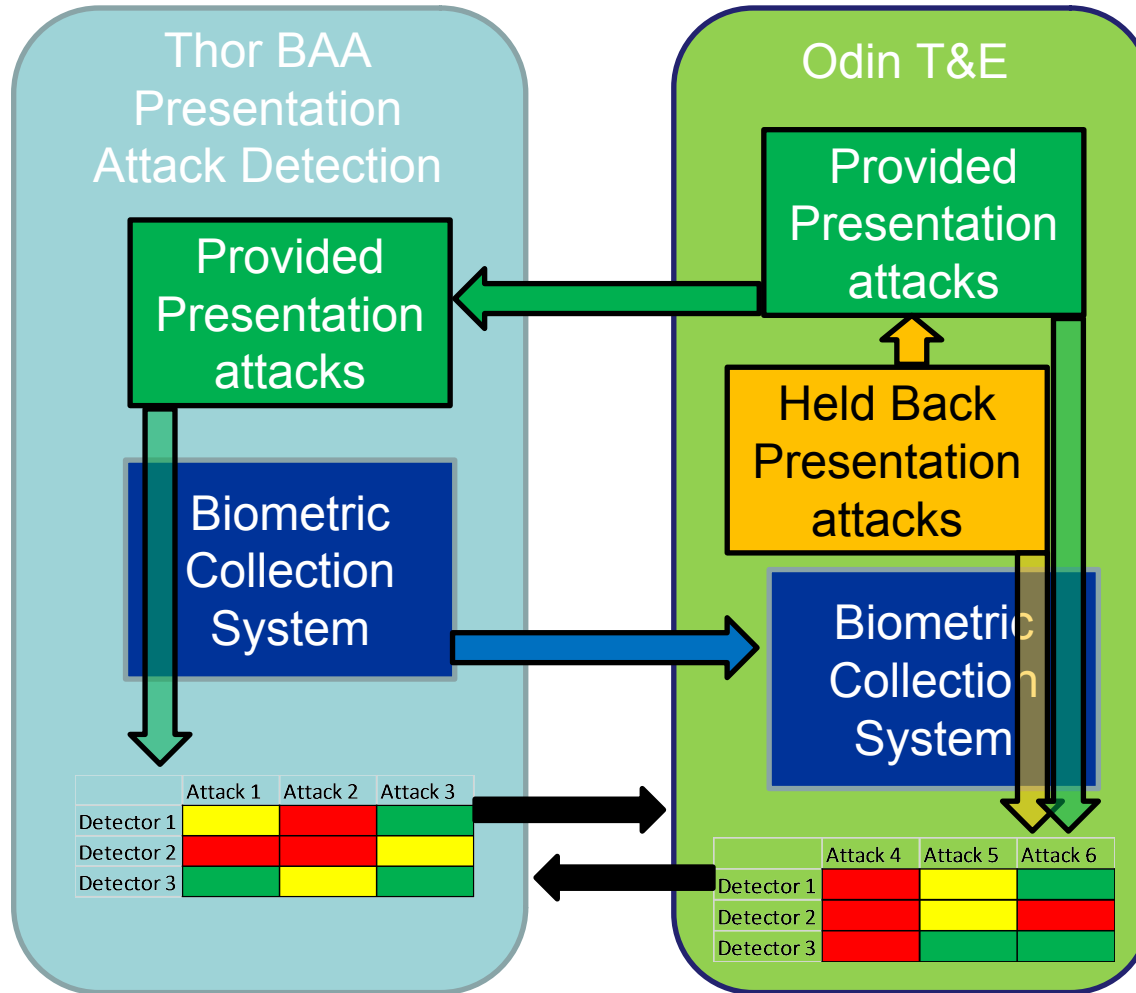 Thor BAA
Presentation
Attack Detection
Provided
Presentation
attacks
Biometric
Collection
System
Attack 1 Attack 2 Attack 3
Detector 1
Detector 2
Detector 3
Odin T&E
Provided
Presentation
attacks
Held Back
Presentation
attacks
Biometric
Collection
System
Attack 4 Attack 5 Attack 6
Detector 1
Detector 2
Detector 3